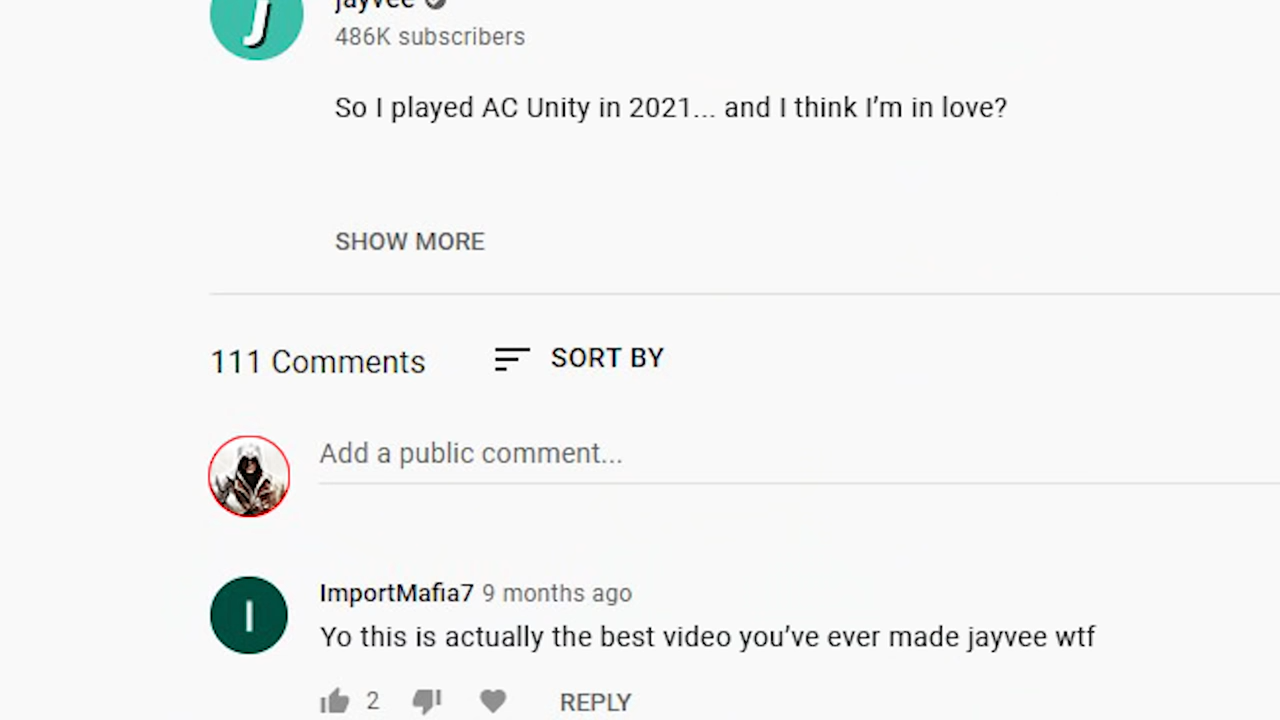 j
jayvee
486K subscribers
So I played AC Unity in 2021... and I think I’m in love?
SHOW MORE
111 Comments
SORT BY
Add a public comment...
I
ImportMafia7 9 months ago
Yo this is actually the best video you’ve ever made jayvee wtf
2
REPLY